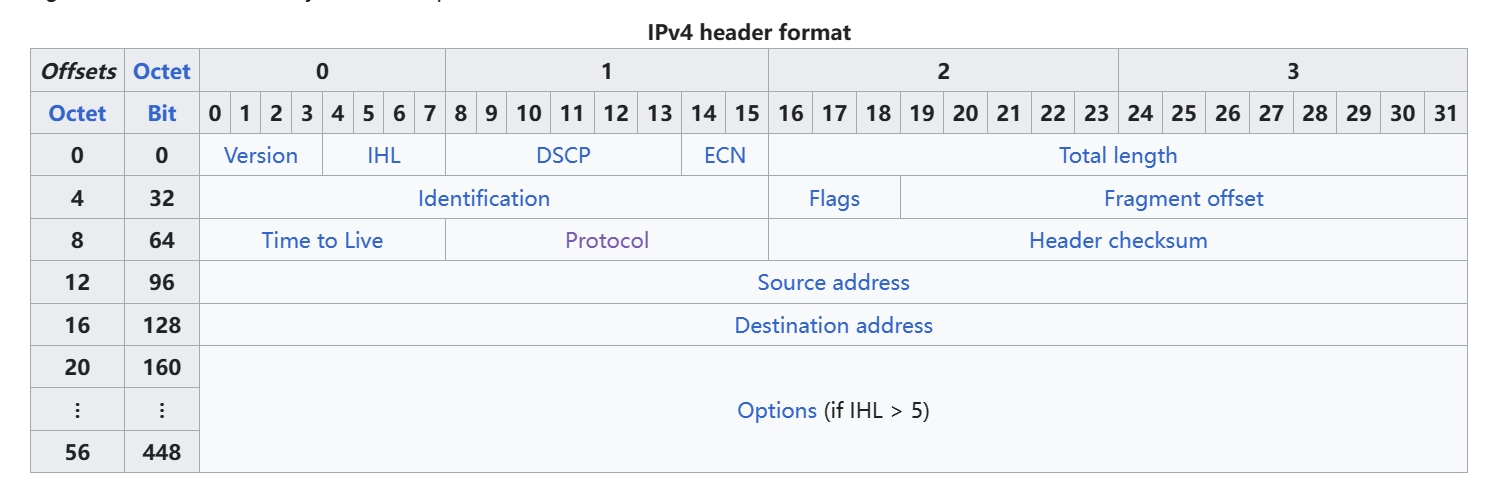 IPv4 header format
Offsets Octet 0 1 2 3
Octet Bit 0 1 2 3 4 5 6 7 8 9 10 11 12 13 14 15 16 17 18 19 20 21 22 23 24 25 26 27 28 29 30 31
0 0 Version IHL DSCP ECN Total length
4 32 Identification Flags Fragment offset
8 64 Time to Live Protocol Header checksum
12 96 Source address
16 128 Destination address
20 160
⋮ ⋮ Options (if IHL > 5)
56 448